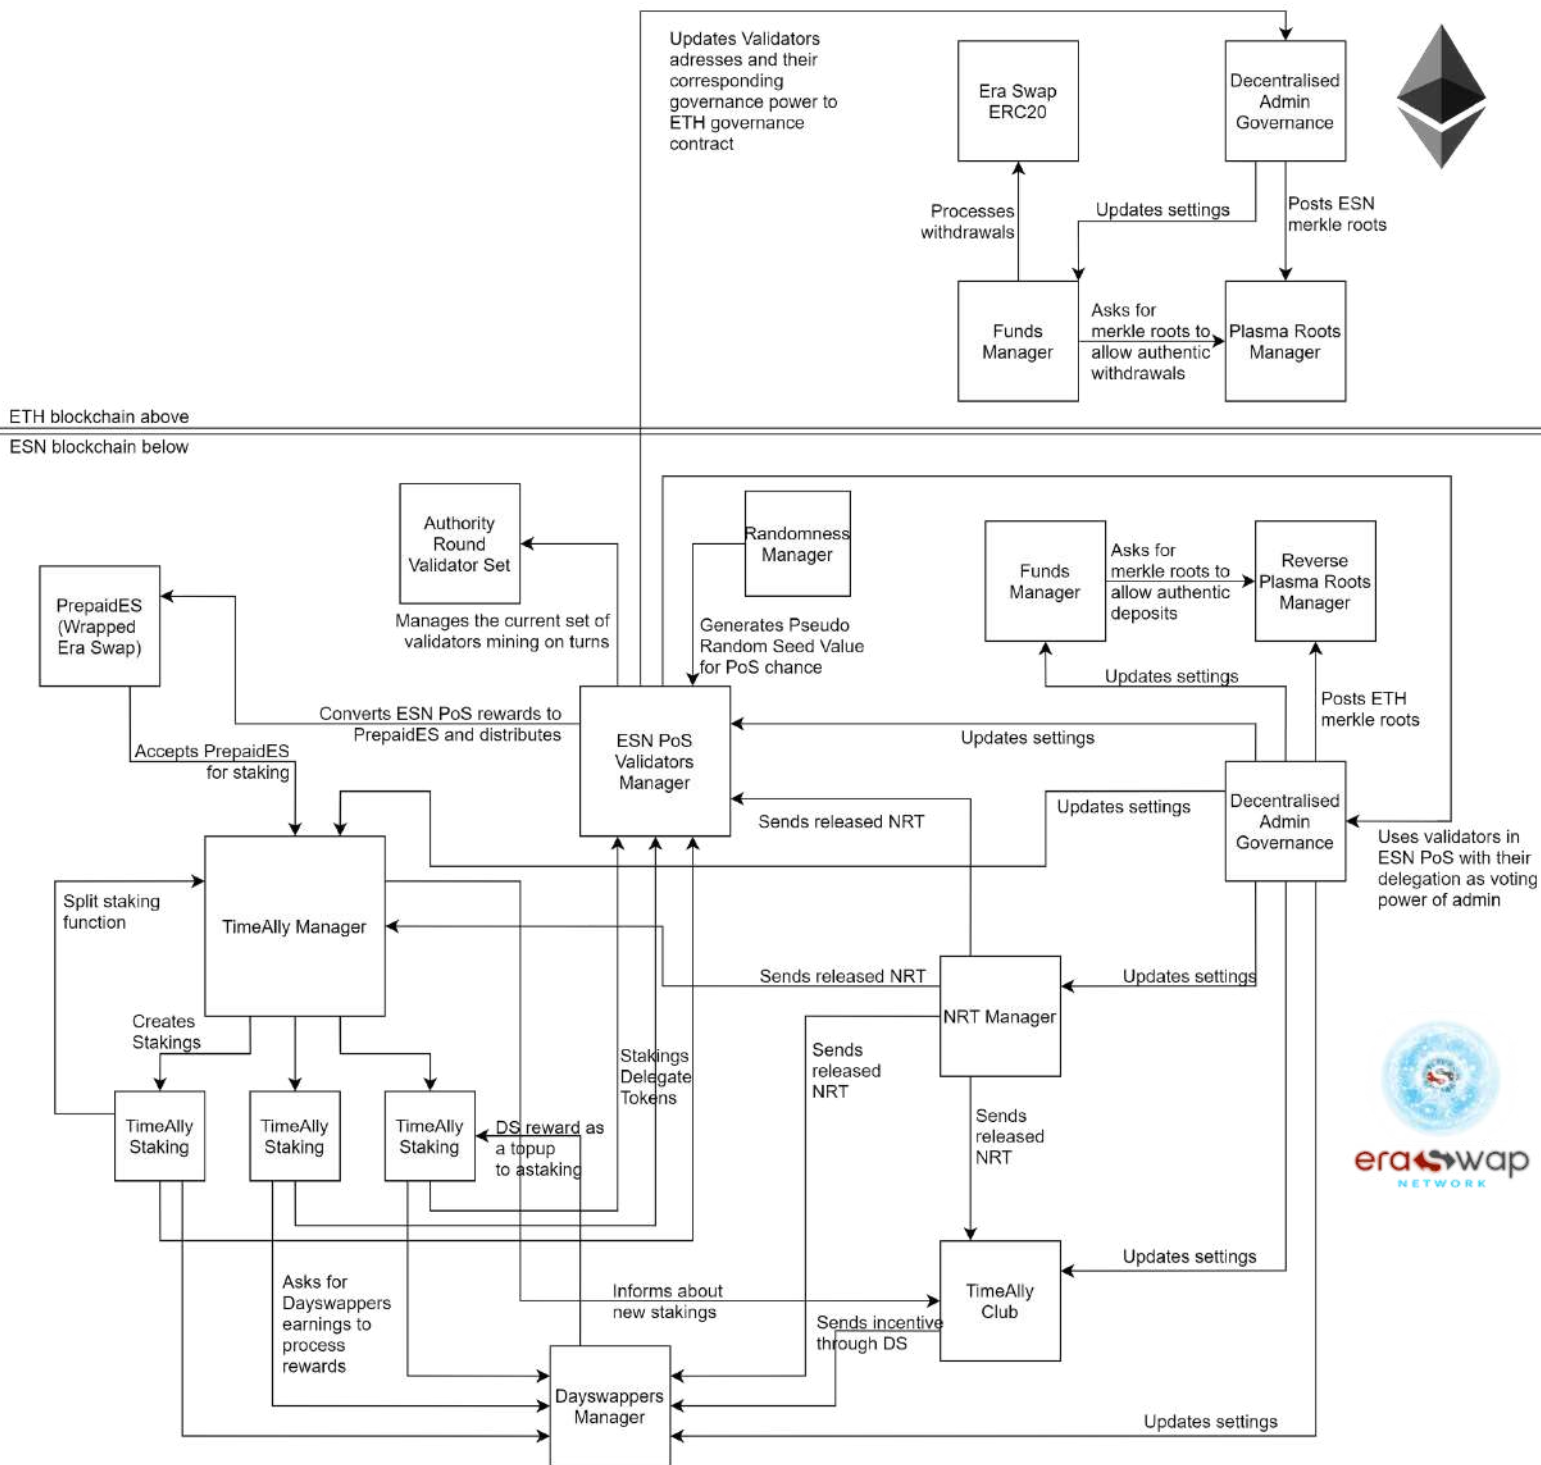 Updates Validators
adresses and their
corresponding
governance power to
ETH governance
contract
Era Swap
ERC20
Decentralised
Admin
Governance
Processes
withdrawals
Updates settings
Posts ESN
merkle roots
Funds
Manager
Asks for
merkle roots to
allow authentic
withdrawals
Plasma Roots
Manager
ETH blockchain above
ESN blockchain below
Authority
Round
Validator Set
Manages the current set of
validators mining on turns
Randomness
Manager
Generates Pseudo
Random Seed Value
for PoS chance
Funds
Manager
Asks for
merkle roots to
allow authentic
deposits
Reverse
Plasma Roots
Manager
PrepaidES
(Wrapped
Era Swap)
Converts ESN PoS rewards to
PrepaidES and distributes
Accepts PrepaidES
for staking
ESN PoS
Validators
Manager
Updates settings
Posts ETH
merkle roots
Updates settings
Updates settings
Sends released NRT
Decentralised
Admin
Governance
Uses validators in
ESN PoS with their
delegation as voting
power of admin
Split staking
function
TimeAlly Manager
Sends released NRT
NRT Manager
Updates settings
Creates
Stakings
Stakings
Delegate
Tokens
Sends
released
NRT
Sends
released
NRT
TimeAlly
Staking
TimeAlly
Staking
TimeAlly
Staking
DS reward as
a topup
to astaking
eraswap
NETWORK
Asks for
Dayswappers
earnings to
process
rewards
Informs about
new stakings
Sends incentive
through DS
TimeAlly
Club
Updates settings
Dayswappers
Manager
Updates settings